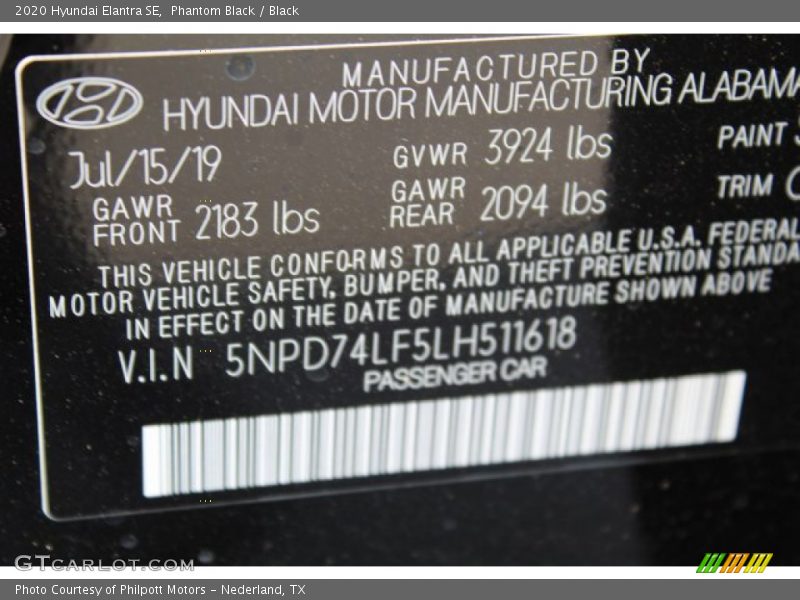 2020 Hyundai Elantra SE, Phantom Black / Black
MANUFACTURED BY
HYUNDAI MOTOR MANUFACTURING ALABAMA
Jul/15/19 GVWR 3924 lbs PAINT
GAWR FRONT 2183 lbs GAWR REAR 2094 lbs TRIM
THIS VEHICLE CONFORMS TO ALL APPLICABLE U.S.A. FEDERAL
MOTOR VEHICLE SAFETY, BUMPER, AND THEFT PREVENTION STANDA
IN EFFECT ON THE DATE OF MANUFACTURE SHOWN ABOVE
V.I.N 5NPD74LF5LH511618
PASSENGER CAR
GTCARLOT.COM
Photo Courtesy of Philpott Motors - Nederland, TX